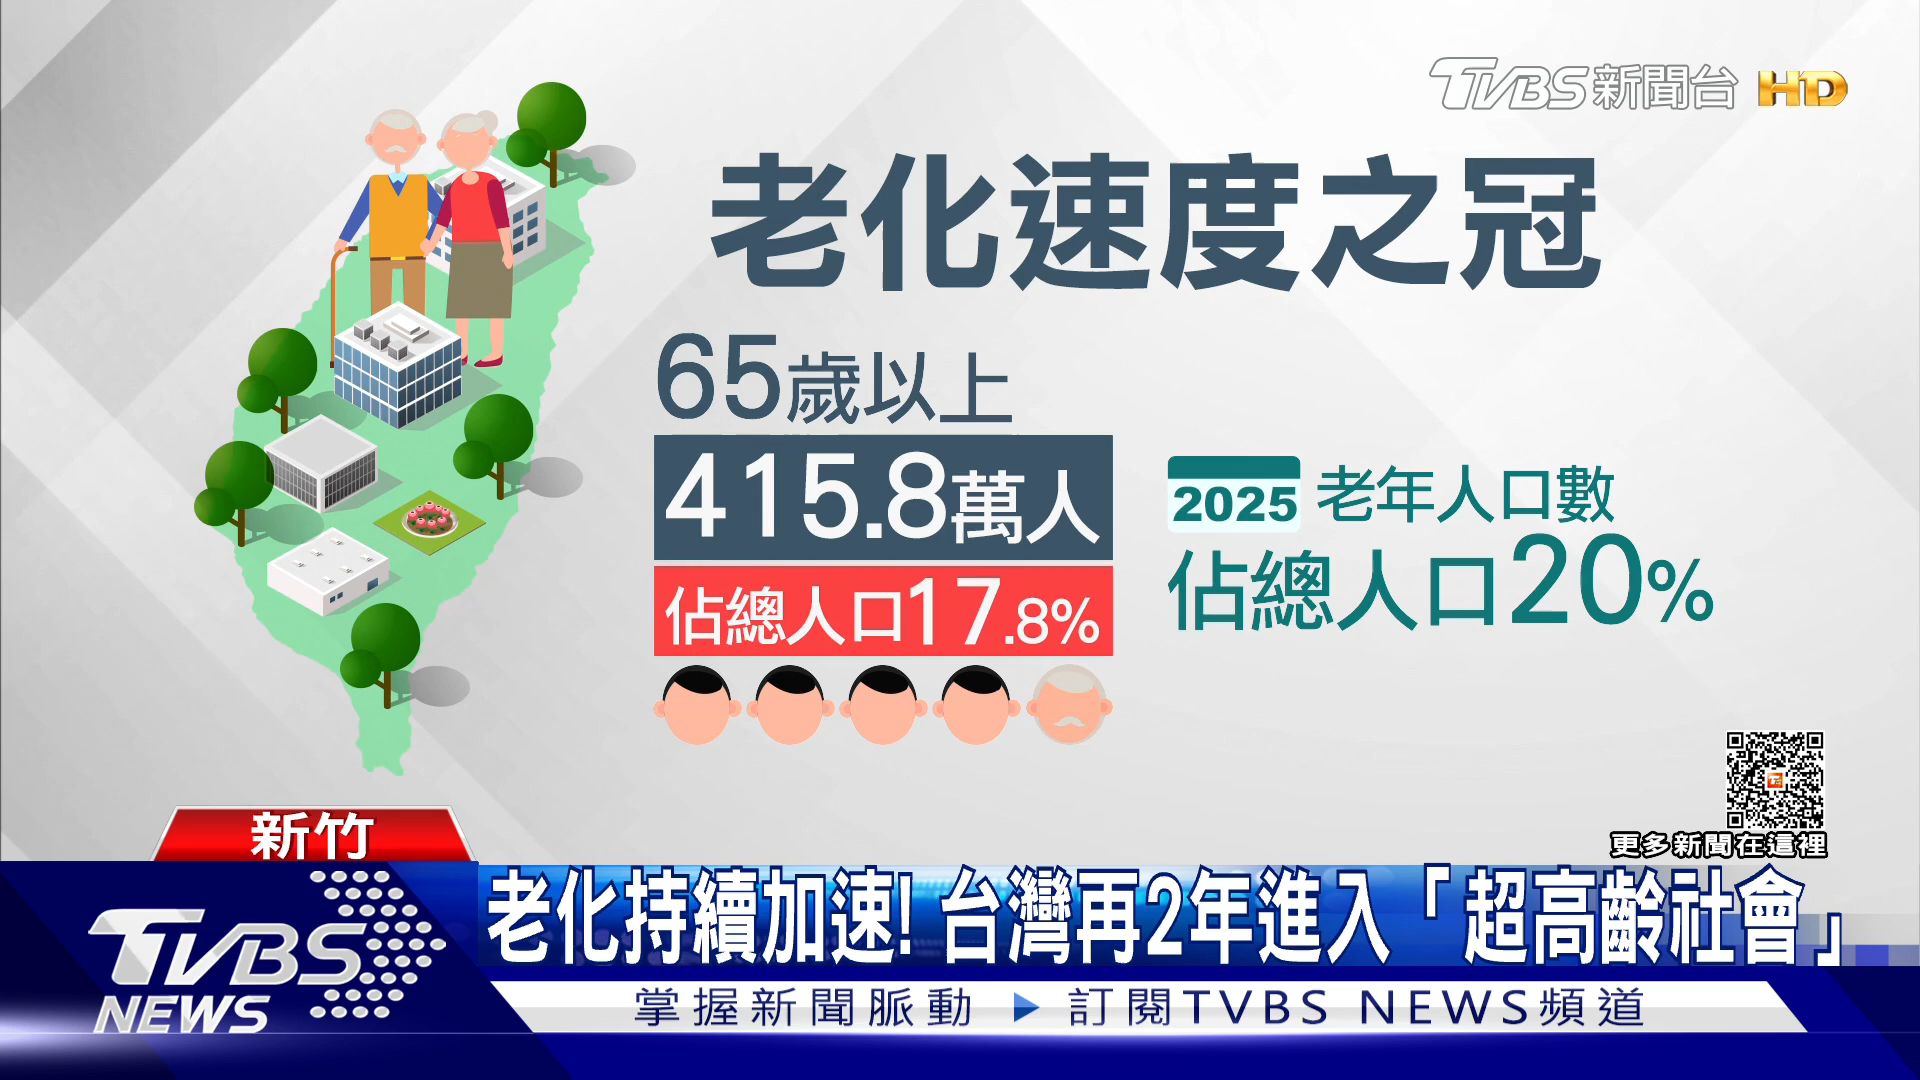 TVBS新聞台 HD
老化速度之冠
65歲以上
415.8萬人
佔總人口17.8%
2025 老年人口數
佔總人口20%
更多新聞在這裡
新竹
老化持續加速! 台灣再2年進入「超高齡社會」
TVBS NEWS
掌握新聞脈動 ▶ 訂閱TVBS NEWS頻道